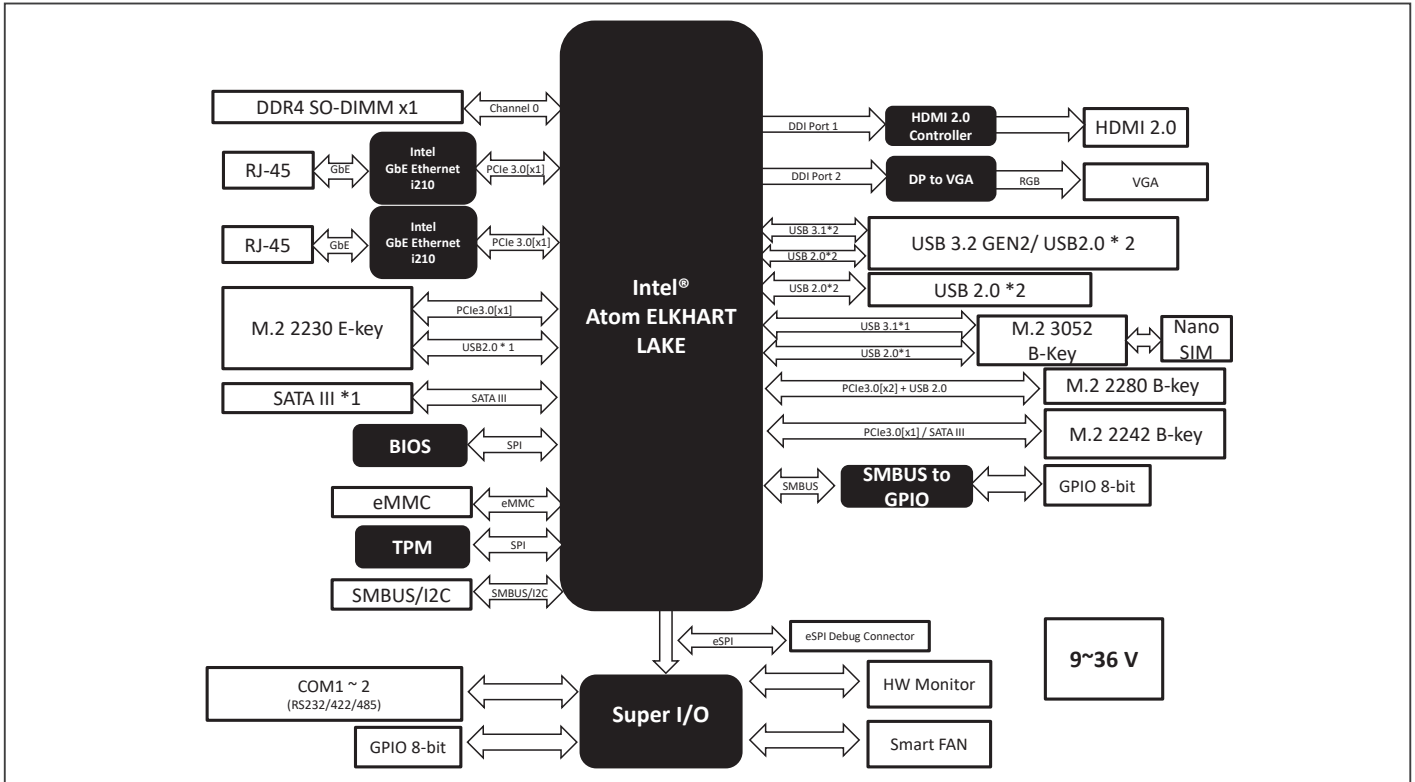 DDR4 SO-DIMM x1
Channel 0
RJ-45
GbE
Intel
GbE Ethernet
i210
PCIe 3.0[x1]
RJ-45
GbE
Intel
GbE Ethernet
i210
PCIe 3.0[x1]
M.2 2230 E-key
PCIe3.0[x1]
USB2.0 * 1
SATA III *1
SATA III
BIOS
SPI
eMMC
eMMC
TPM
SPI
SMBUS/I2C
SMBUS/I2C
Intel®
Atom ELKHART
LAKE
DDI Port 1
HDMI 2.0
Controller
HDMI 2.0
DDI Port 2
DP to VGA
RGB
VGA
USB 3.1*2
USB 2.0*2
USB 3.2 GEN2/ USB2.0 * 2
USB 2.0*2
USB 2.0 *2
USB 3.1*1
USB 2.0*1
M.2 3052
B-Key
Nano
SIM
PCIe3.0[x2] + USB 2.0
M.2 2280 B-key
PCIe3.0[x1] / SATA III
M.2 2242 B-key
SMBUS
SMBUS to
GPIO
GPIO 8-bit
eSPI
eSPI Debug Connector
9~36 V
COM1 ~ 2
(RS232/422/485)
GPIO 8-bit
Super I/O
HW Monitor
Smart FAN